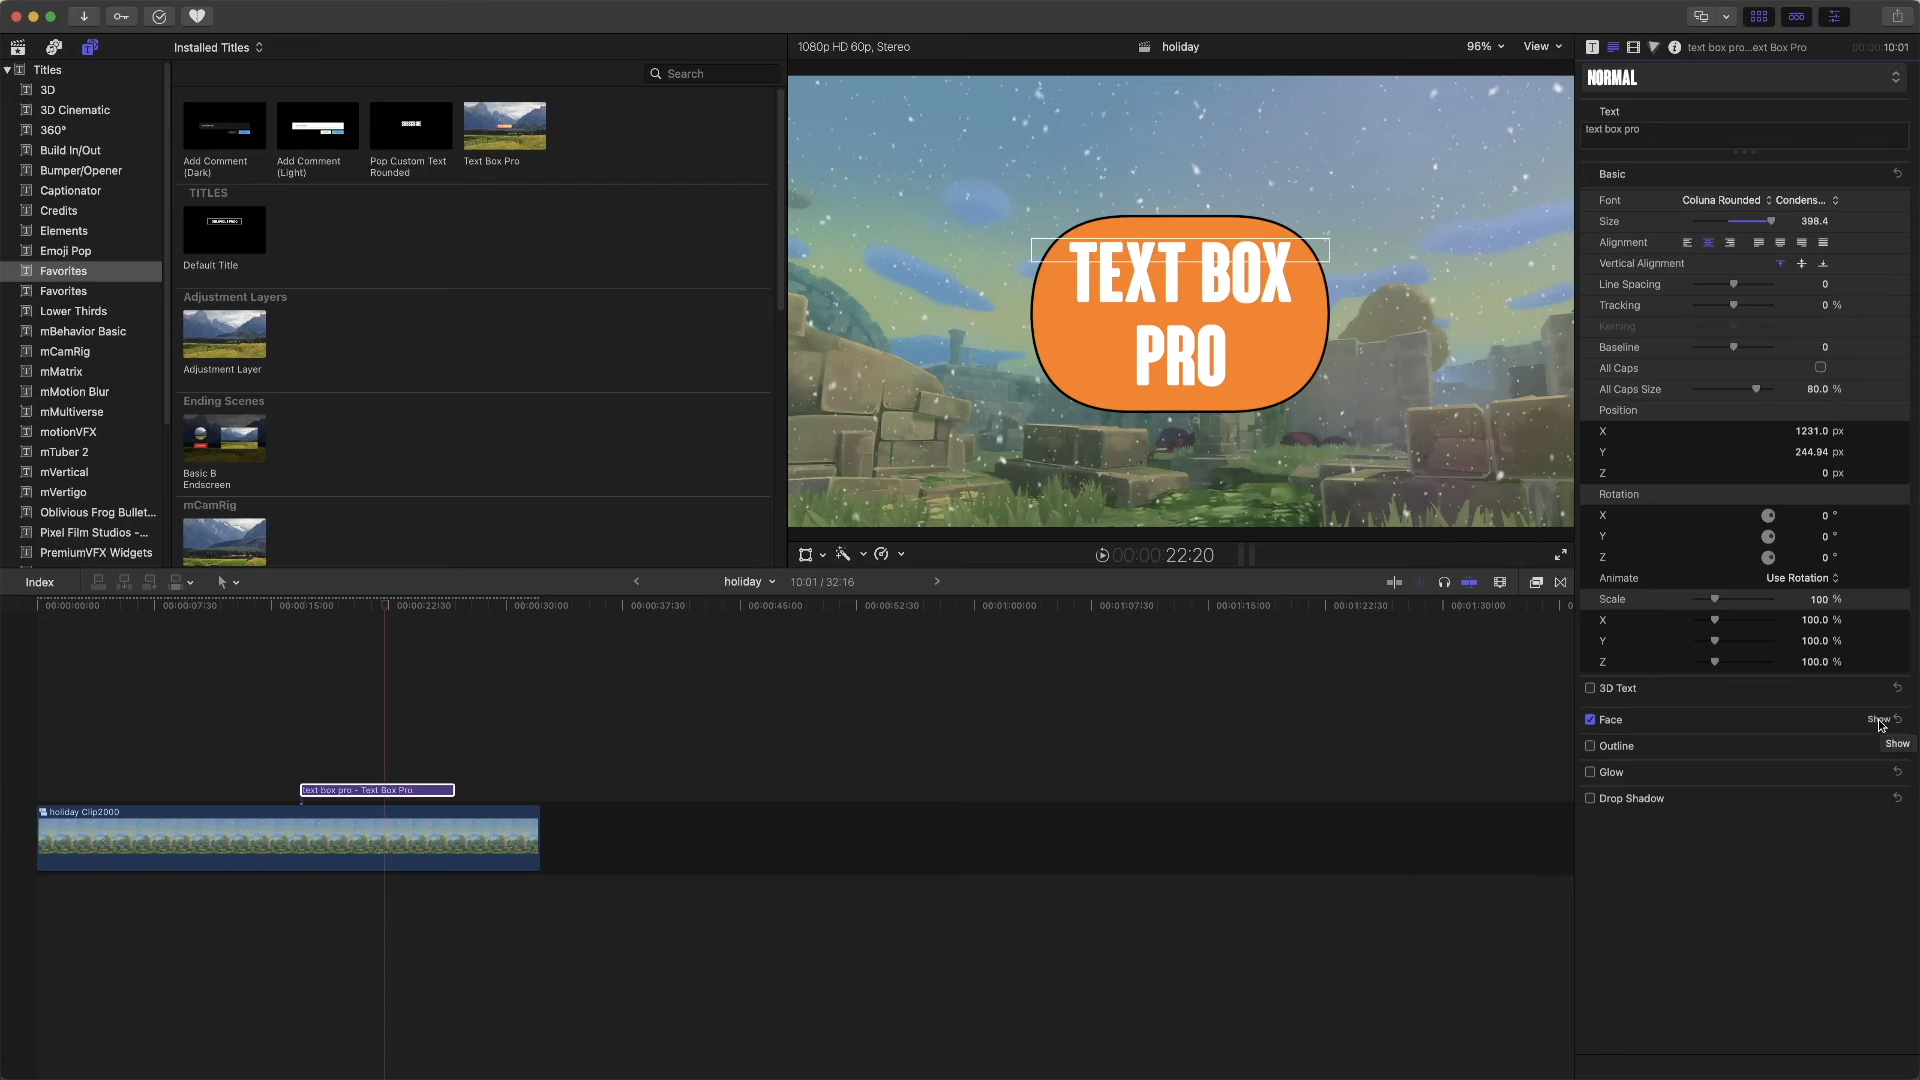 Installed Titles
1080p HD 60p, Stereo
holiday
96%
View
text box pro...ext Box Pro
00:00:10:01
Titles
3D
3D Cinematic
360°
Build In/Out
Bumper/Opener
Captionator
Credits
Elements
Emoji Pop
Favorites
Favorites
Lower Thirds
mBehavior Basic
mCamRig
mMatrix
mMotion Blur
mMultiverse
motionVFX
mTuber 2
mVertical
mVertigo
Oblivious Frog Bullet...
Pixel Film Studios -...
PremiumVFX Widgets
Search
Add Comment
(Dark)
Add Comment
(Light)
Pop Custom Text
Rounded
Text Box Pro
TITLES
Default Title
Adjustment Layers
Adjustment Layer
Ending Scenes
Basic B
Endscreen
mCamRig
TEXT BOX
PRO
00:00:22:20
NORMAL
Text
text box pro
Basic
Font
Coluna Rounded
Condens...
Size
398.4
Alignment
Vertical Alignment
Line Spacing
0
Tracking
0 %
Kerning
Baseline
0
All Caps
All Caps Size
80.0 %
Position
X
1231.0 px
Y
244.94 px
Z
0 px
Rotation
X
0 °
Y
0 °
Z
0 °
Animate
Use Rotation
Scale
100 %
X
100.0 %
Y
100.0 %
Z
100.0 %
3D Text
Face
Show
Outline
Show
Glow
Drop Shadow
Index
holiday
10:01 / 32:16
00:00:00:00
00:00:07:30
00:00:15:00
00:00:22:30
00:00:30:00
00:00:37:30
00:00:45:00
00:00:52:30
00:01:00:00
00:01:07:30
00:01:15:00
00:01:22:30
00:01:30:00
text box pro - Text Box Pro
holiday Clip2000